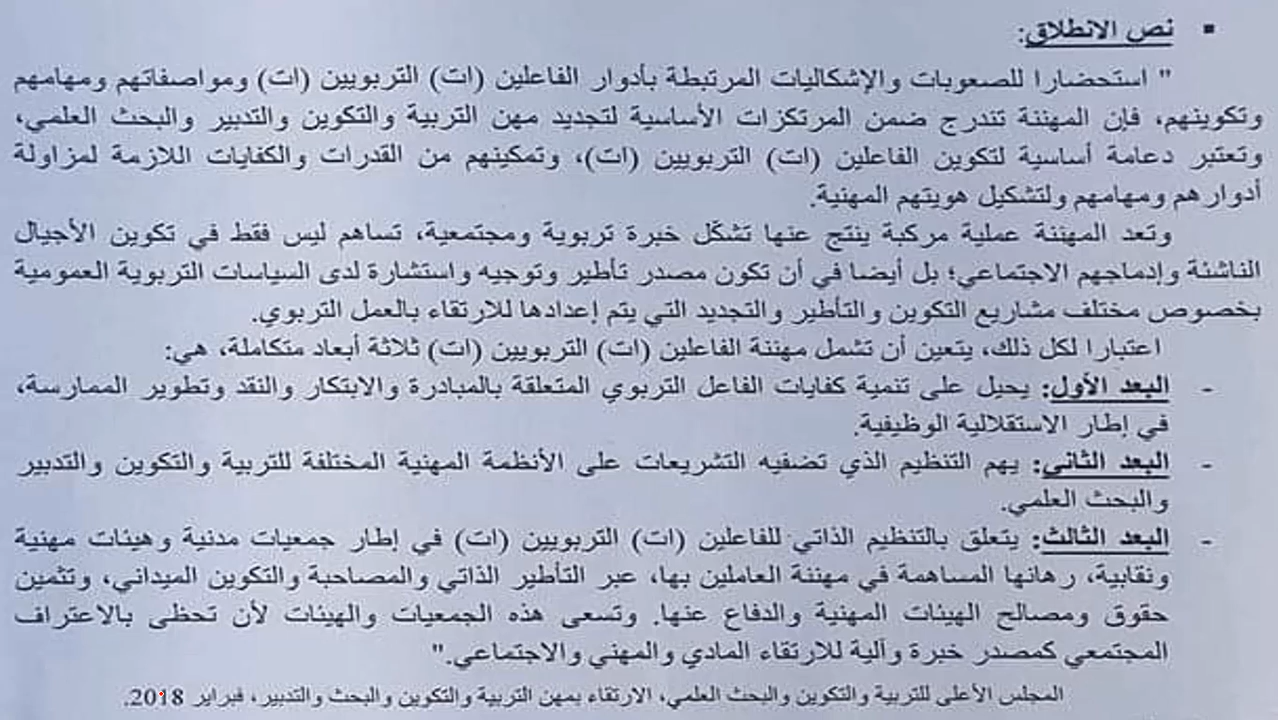 ▪ نص الانطلاق:
" استحضارا للصعوبات والإشكاليات المرتبطة بأدوار الفاعلين (ات) التربويين (ات) ومواصفاتهم ومهامهم
وتكوينهم، فإن المهننة تندرج ضمن المرتكزات الأساسية لتجديد مهن التربية والتكوين والتدبير والبحث العلمي،
وتعتبر دعامة أساسية لتكوين الفاعلين (ات) التربويين (ات)، وتمكينهم من القدرات والكفايات اللازمة لمزاولة
أدوارهم ومهامهم ولتشكيل هويتهم المهنية.
وتعد المهننة عملية مركبة ينتج عنها تشكّل خبرة تربوية ومجتمعية، تساهم ليس فقط في تكوين الأجيال
الناشئة وإدماجهم الاجتماعي؛ بل أيضا في أن تكون مصدر تأطير وتوجيه واستشارة لدى السياسات التربوية العمومية
بخصوص مختلف مشاريع التكوين والتأطير والتجديد التي يتم إعدادها للارتقاء بالعمل التربوي.
اعتبارا لكل ذلك، يتعين أن تشمل مهننة الفاعلين (ات) التربويين (ات) ثلاثة أبعاد متكاملة، هي:
- البعد الأول: يحيل على تنمية كفايات الفاعل التربوي المتعلقة بالمبادرة والابتكار والنقد وتطوير الممارسة،
في إطار الاستقلالية الوظيفية.
- البعد الثاني: يهم التنظيم الذي تضفيه التشريعات على الأنظمة المهنية المختلفة للتربية والتكوين والتدبير
والبحث العلمي.
- البعد الثالث: يتعلق بالتنظيم الذاتي للفاعلين (ات) التربويين (ات) في إطار جمعيات مدنية وهيئات مهنية
ونقابية، رهانها المساهمة في مهننة العاملين بها، عبر التأطير الذاتي والمصاحبة والتكوين الميداني، وتثمين
حقوق ومصالح الهيئات المهنية والدفاع عنها. وتسعى هذه الجمعيات والهيئات لأن تحظى بالاعتراف
المجتمعي كمصدر خبرة وآلية للارتقاء المادي والمهني والاجتماعي."
المجلس الأعلى للتربية والتكوين والبحث العلمي، الارتقاء بمهن التربية والتكوين والبحث والتدبير، فبراير 2018.